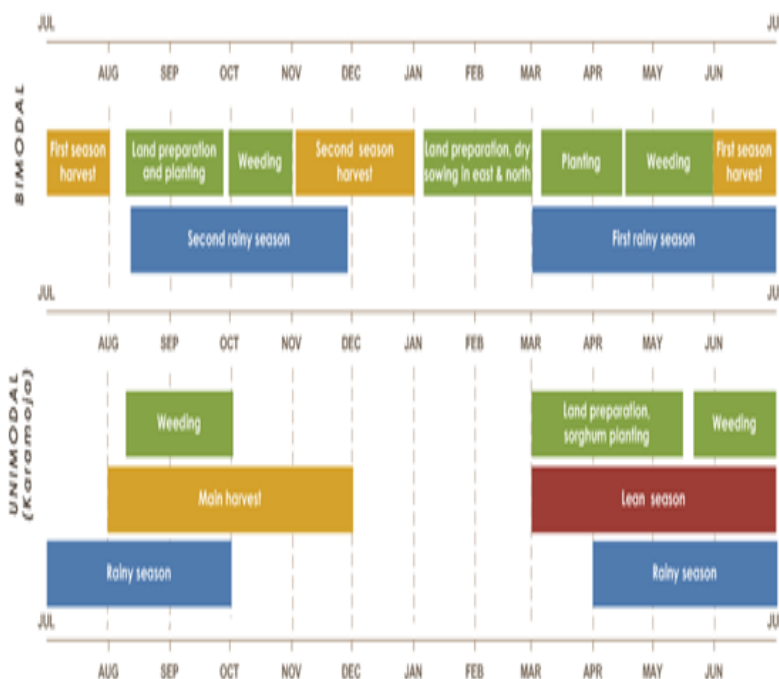 JUL JU
AUG SEP OCT NOV DEC JAN FEB MAR APR MAY JUN
BIMODAL
First season
harvest
Land preparation
and planting
Weeding
Second season
harvest
Land preparation, dry
sowing in east & north
Planting
Weeding
First season
harvest
Second rainy season
First rainy season
JUL JU
AUG SEP OCT NOV DEC JAN FEB MAR APR MAY JUN
UNIMODAL
(Karamoja)
Weeding
Land preparation,
sorghum planting
Weeding
Main harvest
Lean season
Rainy season
Rainy season
JUL JU
AUG SEP OCT NOV DEC JAN FEB MAR APR MAY JUN